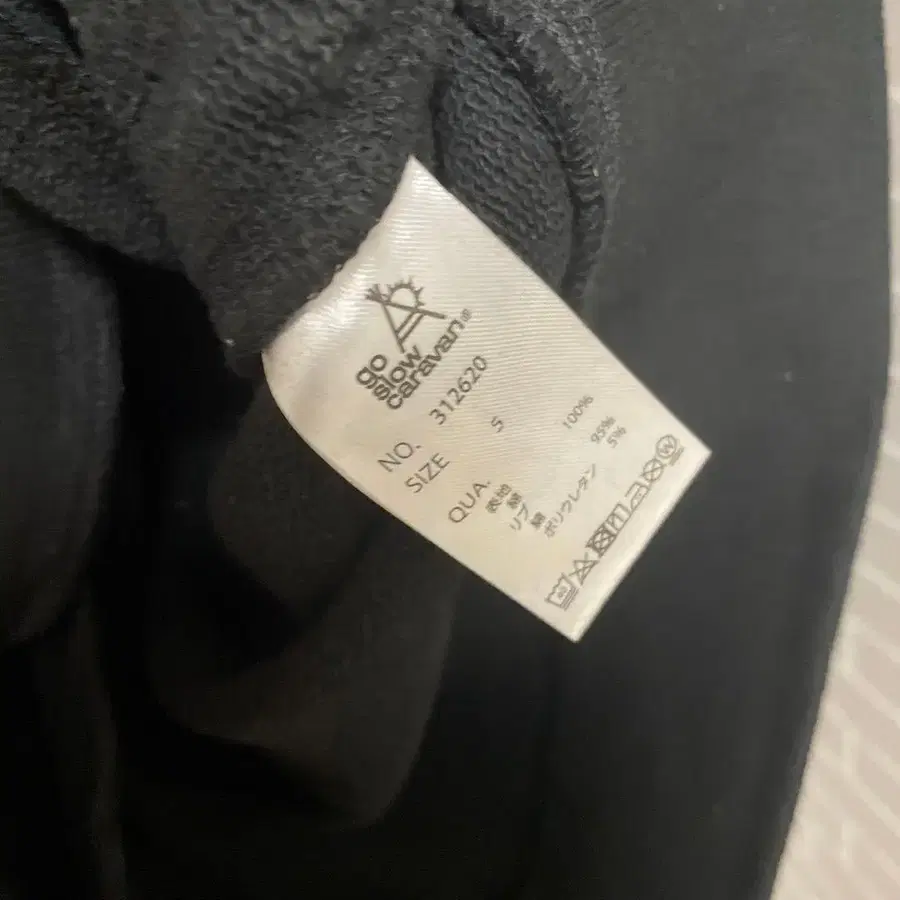 go
slow
caravan®
NO. 312620
SIZE S
QUA.
表地
綿 100%
リブ
綿 95%
ポリウレタン 5%
W